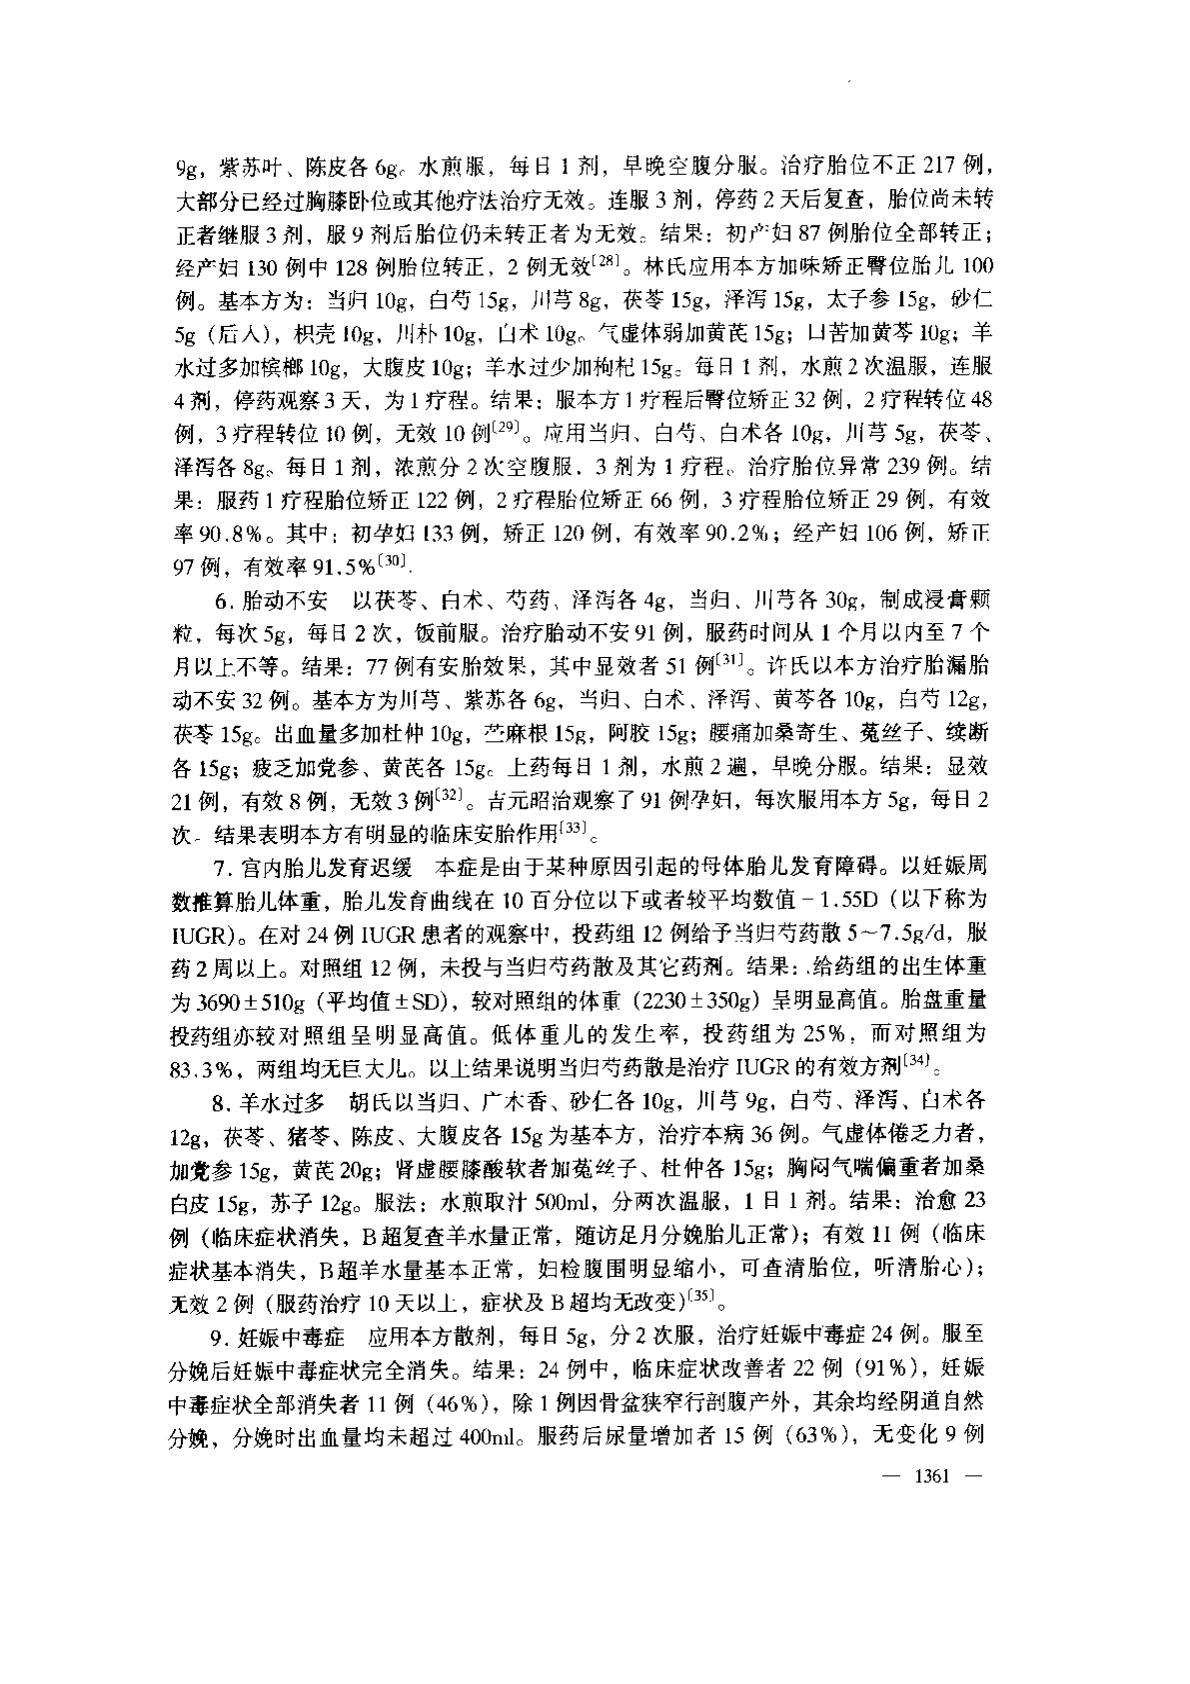 9g，紫苏叶、陈皮各 6g。水煎服，每日 1 剂，早晚空腹分服。治疗胎位不正 217 例，
大部分已经过胸膝卧位或其他疗法治疗无效。连服 3 剂，停药 2 天后复查，胎位尚未转
正者继服 3 剂，服 9 剂后胎位仍未转正者为无效。结果：初产妇 87 例胎位全部转正；
经产妇 130 例中 128 例胎位转正，2 例无效〔28〕。林氏应用本方加味矫正臀位胎儿 100
例。基本方为：当归 10g，白芍 15g，川芎 8g，茯苓 15g，泽泻 15g，太子参 15g，砂仁
5g（后入），枳壳 10g，川朴 10g，白术 10g。气虚体弱加黄芪 15g；口苦加黄芩 10g；羊
水过多加槟榔 10g，大腹皮 10g；羊水过少加枸杞 15g。每日 1 剂，水煎 2 次温服，连服
4 剂，停药观察 3 天，为 1 疗程。结果：服本方 1 疗程后臀位矫正 32 例，2 疗程转位 48
例，3 疗程转位 10 例，无效 10 例〔29〕。应用当归、白芍、白术各 10g，川芎 5g，茯苓、
泽泻各 8g。每日 1 剂，浓煎分 2 次空腹服，3 剂为 1 疗程。治疗胎位异常 239 例。结
果：服药 1 疗程胎位矫正 122 例，2 疗程胎位矫正 66 例，3 疗程胎位矫正 29 例，有效
率 90.8%。其中：初孕妇 133 例，矫正 120 例，有效率 90.2%；经产妇 106 例，矫正
97 例，有效率 91.5%〔30〕.
6. 胎动不安　以茯苓、白术、芍药、泽泻各 4g，当归、川芎各 30g，制成浸膏颗
粒，每次 5g，每日 2 次，饭前服。治疗胎动不安 91 例，服药时间从 1 个月以内至 7 个
月以上不等。结果：77 例有安胎效果，其中显效者 51 例〔31〕。许氏以本方治疗胎漏胎
动不安 32 例。基本方为川芎、紫苏各 6g，当归、白术、泽泻、黄芩各 10g，白芍 12g，
茯苓 15g。出血量多加杜仲 10g，苎麻根 15g，阿胶 15g；腰痛加桑寄生、菟丝子、续断
各 15g；疲乏加党参、黄芪各 15g。上药每日 1 剂，水煎 2 遍，早晚分服。结果：显效
21 例，有效 8 例，无效 3 例〔32〕。吉元昭治观察了 91 例孕妇，每次服用本方 5g，每日 2
次。结果表明本方有明显的临床安胎作用〔33〕。
7. 宫内胎儿发育迟缓　本症是由于某种原因引起的母体胎儿发育障碍。以妊娠周
数推算胎儿体重，胎儿发育曲线在 10 百分位以下或者较平均数值－1.55D（以下称为
IUGR）。在对 24 例 IUGR 患者的观察中，投药组 12 例给予当归芍药散 5～7.5g/d，服
药 2 周以上。对照组 12 例，未投与当归芍药散及其它药剂。结果：给药组的出生体重
为 3690±510g（平均值±SD），较对照组的体重（2230±350g）呈明显高值。胎盘重量
投药组亦较对照组呈明显高值。低体重儿的发生率，投药组为 25%，而对照组为
83.3%，两组均无巨大儿。以上结果说明当归芍药散是治疗 IUGR 的有效方剂〔34〕。
8. 羊水过多　胡氏以当归、广木香、砂仁各 10g，川芎 9g，白芍、泽泻、白术各
12g，茯苓、猪苓、陈皮、大腹皮各 15g 为基本方，治疗本病 36 例。气虚体倦乏力者，
加党参 15g，黄芪 20g；肾虚腰膝酸软者加菟丝子、杜仲各 15g；胸闷气喘偏重者加桑
白皮 15g，苏子 12g。服法：水煎取汁 500ml，分两次温服，1 日 1 剂。结果：治愈 23
例（临床症状消失，B 超复查羊水量正常，随访足月分娩胎儿正常）；有效 11 例（临床
症状基本消失，B 超羊水量基本正常，妇检腹围明显缩小，可查清胎位，听清胎心）；
无效 2 例（服药治疗 10 天以上，症状及 B 超均无改变）〔35〕。
9. 妊娠中毒症　应用本方散剂，每日 5g，分 2 次服，治疗妊娠中毒症 24 例。服至
分娩后妊娠中毒症状完全消失。结果：24 例中，临床症状改善者 22 例（91%），妊娠
中毒症状全部消失者 11 例（46%），除 1 例因骨盆狭窄行剖腹产外，其余均经阴道自然
分娩，分娩时出血量均未超过 400ml。服药后尿量增加者 15 例（63%），无变化 9 例
— 1361 —